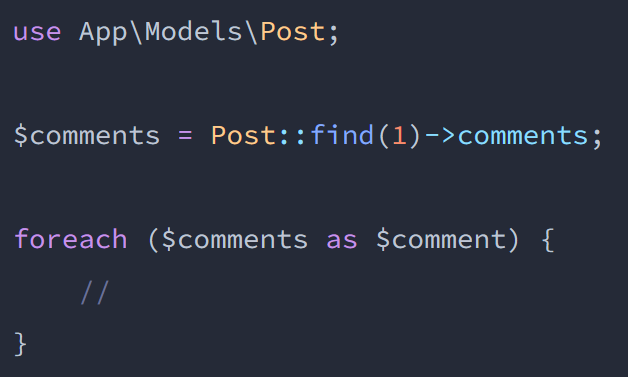 use App\Models\Post;
$comments = Post::find(1)->comments;
foreach ($comments as $comment) {
    //
}